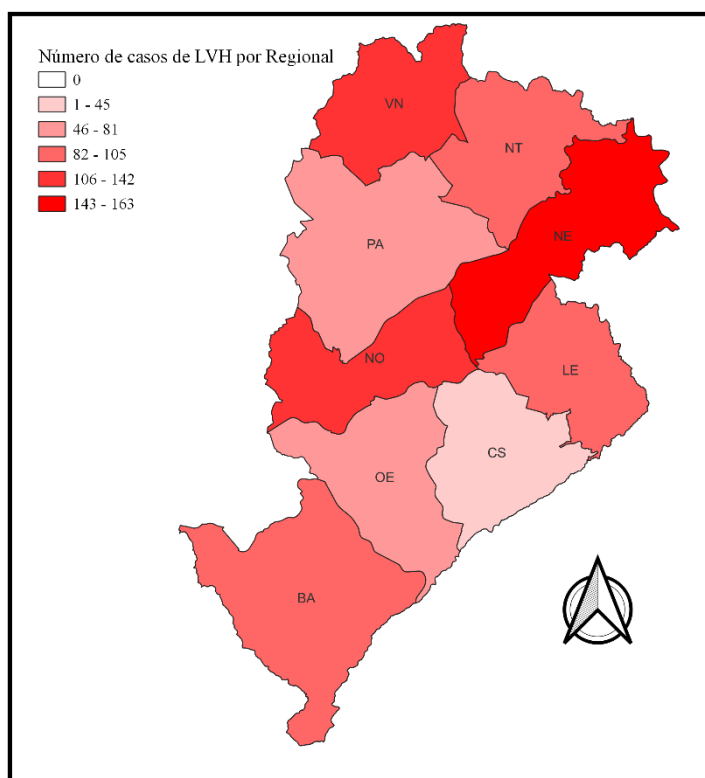 Número de casos de LVH por Regional
0
1 - 45
46 - 81
82 - 105
106 - 142
143 - 163
VN
NT
NE
PA
NO
LE
CS
OE
BA